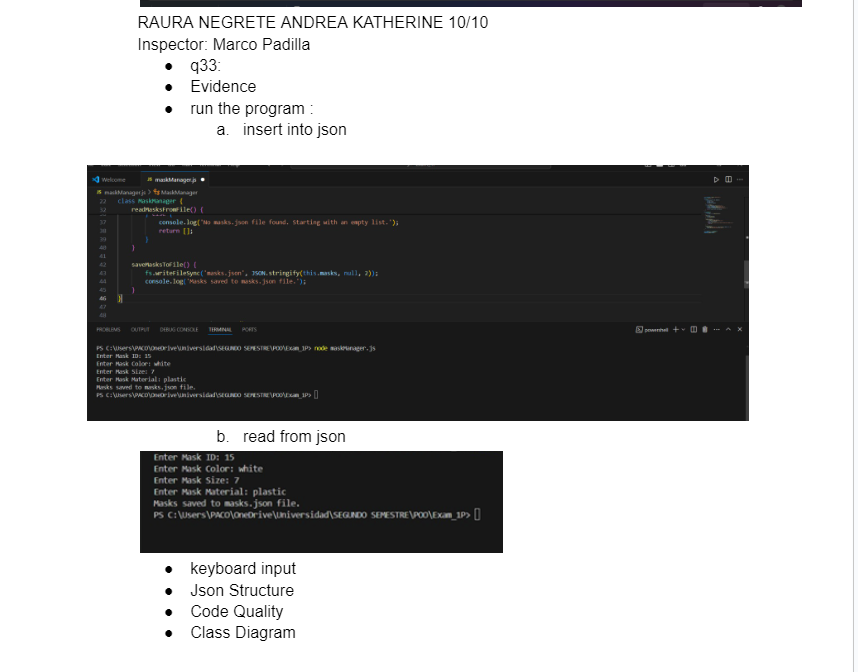 RAURA NEGRETE ANDREA KATHERINE 10/10
Inspector: Marco Padilla
● q33:
● Evidence
● run the program :
a. insert into json
Welcome JS maskManager.js ●
JS maskManager.js > MaskManager
22 class MaskManager {
32 readMasksFromFile() {
37 console.log('No masks.json file found. Starting with an empty list.');
38 return [];
39 }
40 }
41
42 saveMasksToFile() {
43 fs.writeFileSync('masks.json', JSON.stringify(this.masks, null, 2));
44 console.log('Masks saved to masks.json file.');
45 }
46 }
47
48
PROBLEMS OUTPUT DEBUG CONSOLE TERMINAL PORTS
powershell
PS C:\Users\PACO\OneDrive\Universidad\SEGUNDO SEMESTRE\POO\Exam_1P> node maskManager.js
Enter Mask ID: 15
Enter Mask Color: white
Enter Mask Size: 7
Enter Mask Material: plastic
Masks saved to masks.json file.
PS C:\Users\PACO\OneDrive\Universidad\SEGUNDO SEMESTRE\POO\Exam_1P>
b. read from json
Enter Mask ID: 15
Enter Mask Color: white
Enter Mask Size: 7
Enter Mask Material: plastic
Masks saved to masks.json file.
PS C:\Users\PACO\OneDrive\Universidad\SEGUNDO SEMESTRE\POO\Exam_1P>
● keyboard input
● Json Structure
● Code Quality
● Class Diagram